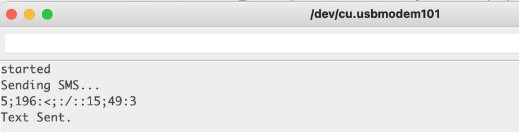 /dev/cu.usbmodem101
started
Sending SMS...
5;196:<;:/::15;49:3
Text Sent.